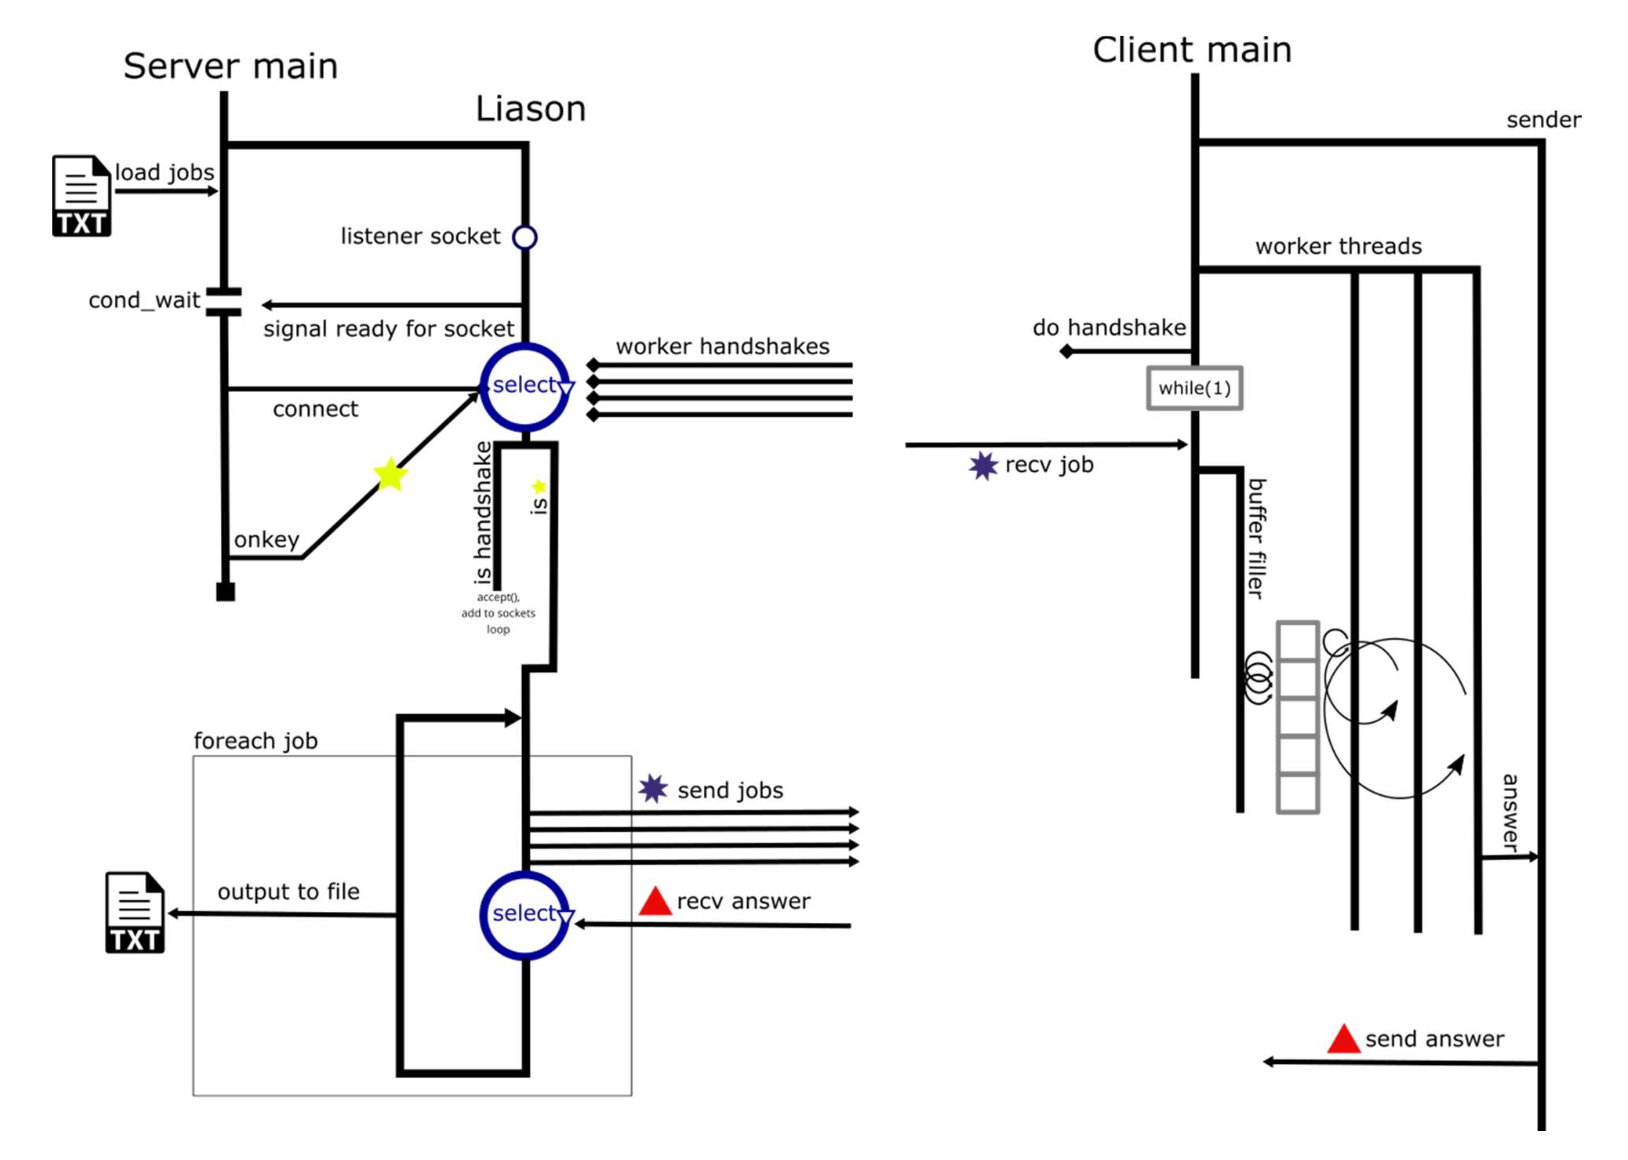 Server main
Liason
load jobs
TXT
listener socket
cond_wait
signal ready for socket
select
worker handshakes
connect
onkey
is handshake
is
accept(),
add to sockets
loop
foreach job
send jobs
output to file
TXT
select
recv answer
Client main
sender
worker threads
do handshake
while(1)
recv job
buffer filler
answer
send answer